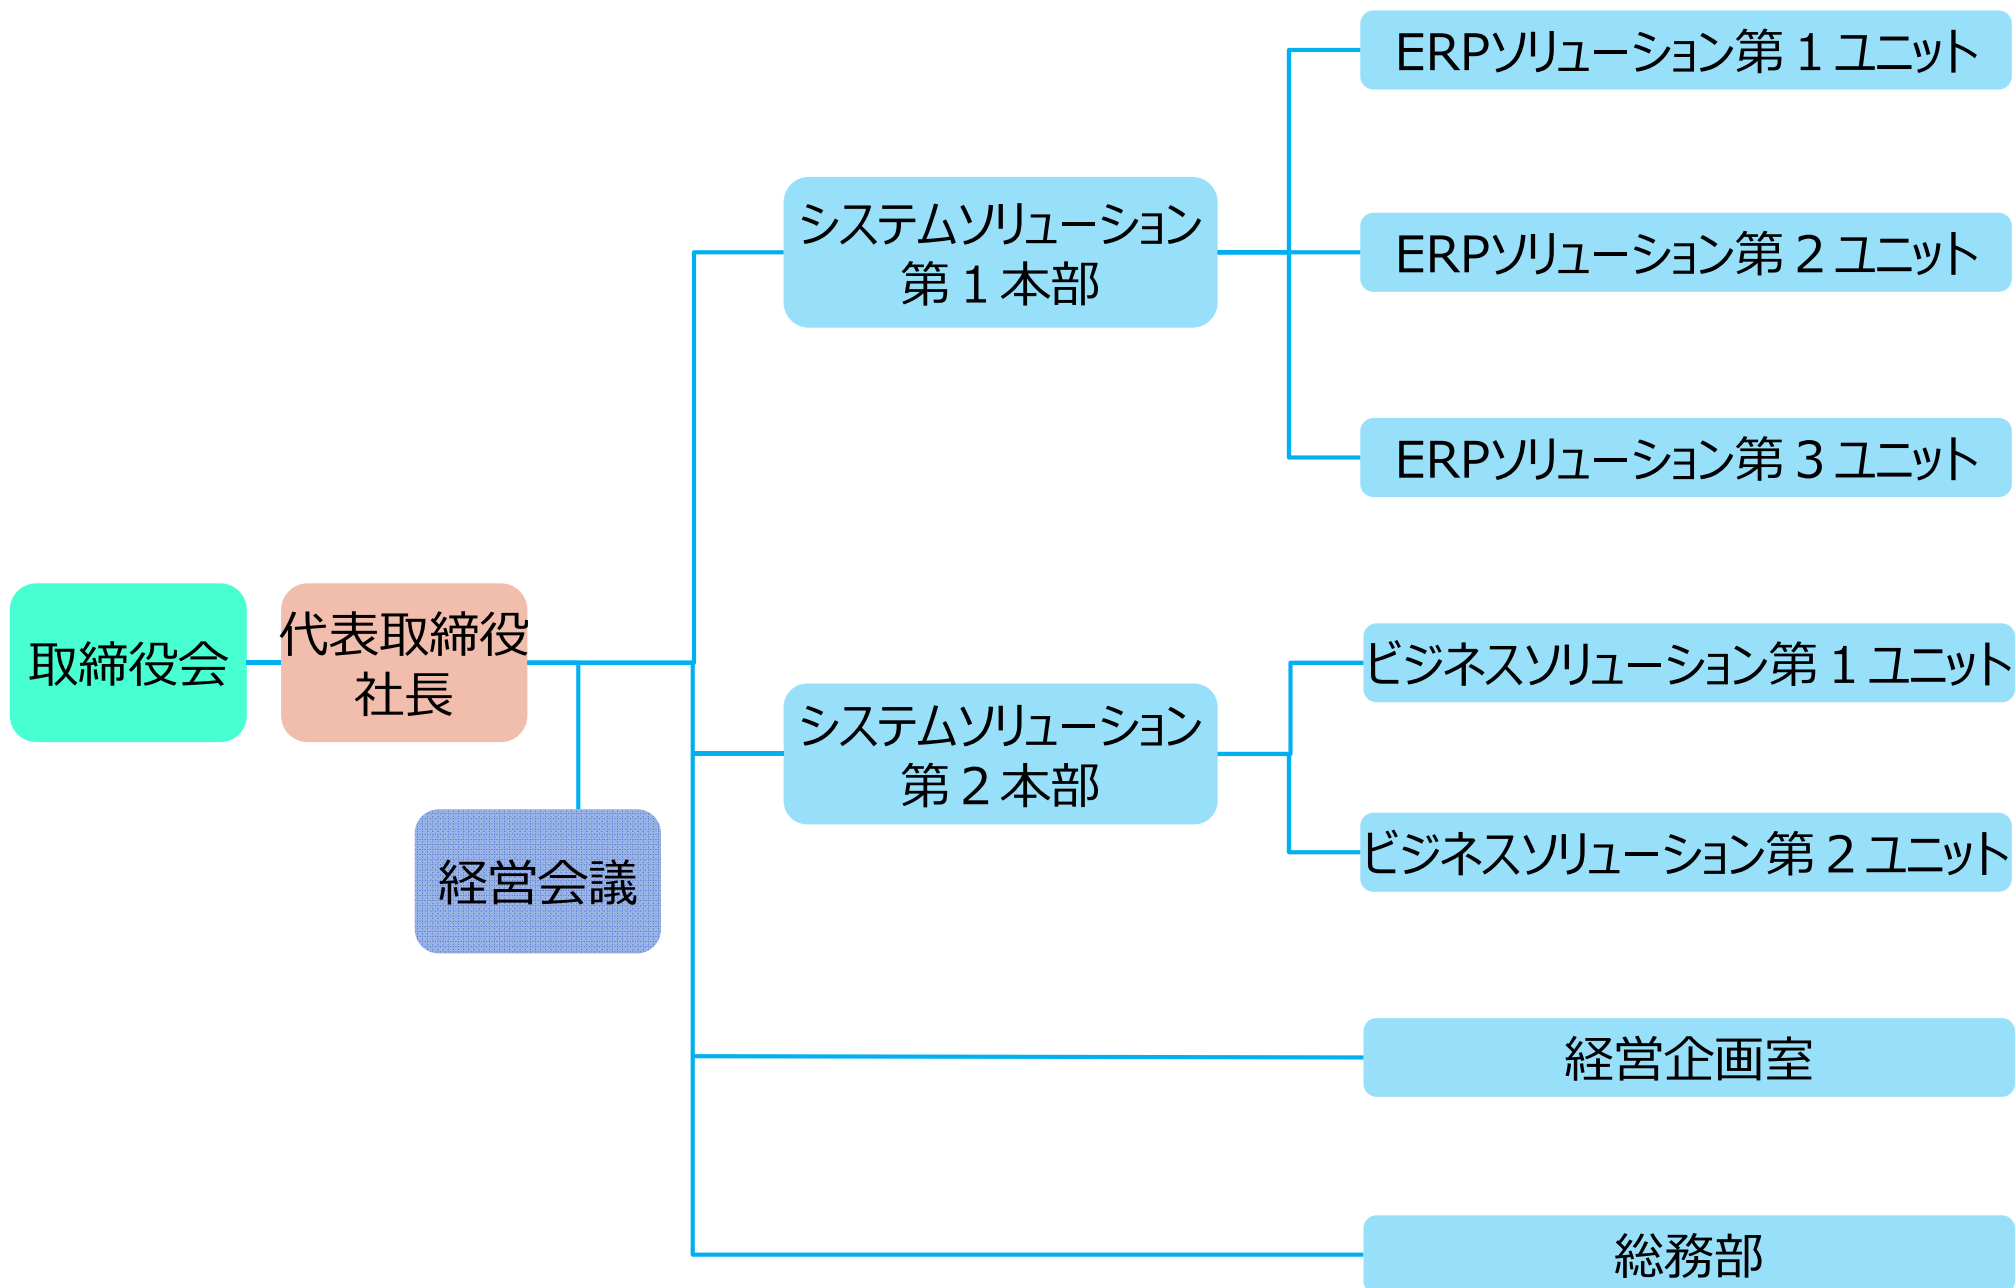 取締役会
代表取締役
社長
経営会議
システムソリューション
第１本部
システムソリューション
第２本部
ERPソリューション第１ユニット
ERPソリューション第２ユニット
ERPソリューション第３ユニット
ビジネスソリューション第１ユニット
ビジネスソリューション第２ユニット
経営企画室
総務部